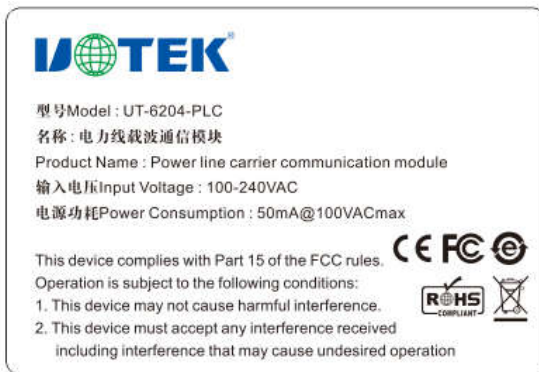 UOTEK®
型号Model : UT-6204-PLC
名称 : 电力线载波通信模块
Product Name : Power line carrier communication module
输入电压Input Voltage : 100-240VAC
电源功耗Power Consumption : 50mA@100VACmax
This device complies with Part 15 of the FCC rules. CE FC e
Operation is subject to the following conditions:
1. This device may not cause harmful interference.
2. This device must accept any interference received
including interference that may cause undesired operation
RoHS
COMPLIANT